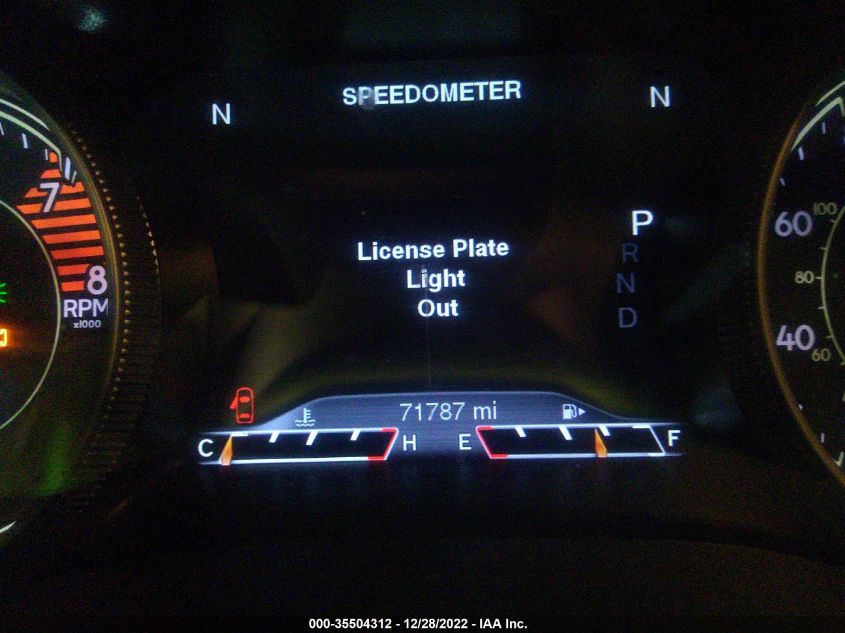 N SPEEDOMETER N
7
8
RPM
x1000
License Plate
Light
Out
P
R
N
D
60
100
80
40
60
71787 mi
C H E F
000-35504312 - 12/28/2022 - IAA Inc.